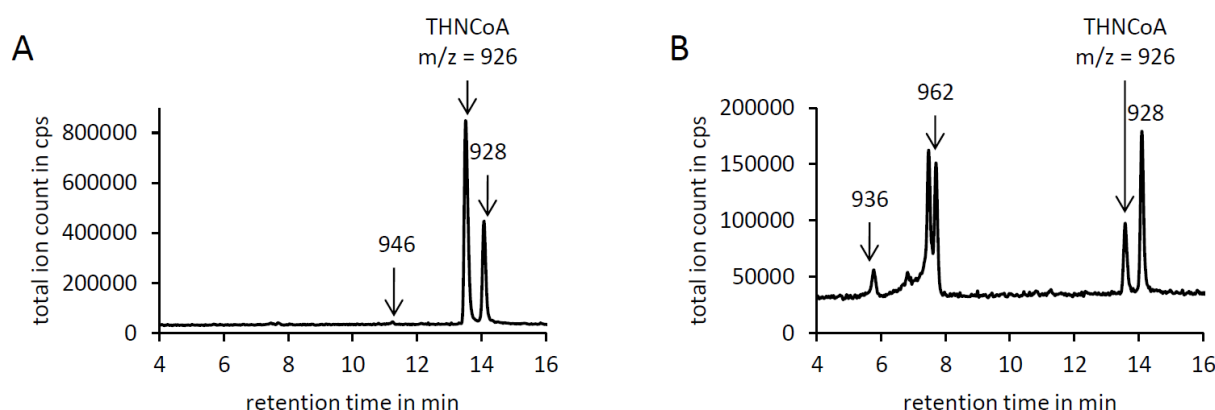 A
THNCoA
m/z = 926
928
946
total ion count in cps
800000
600000
400000
200000
0
4 6 8 10 12 14 16
retention time in min
B
THNCoA
m/z = 926
928
962
936
total ion count in cps
200000
150000
100000
50000
0
4 6 8 10 12 14 16
retention time in min